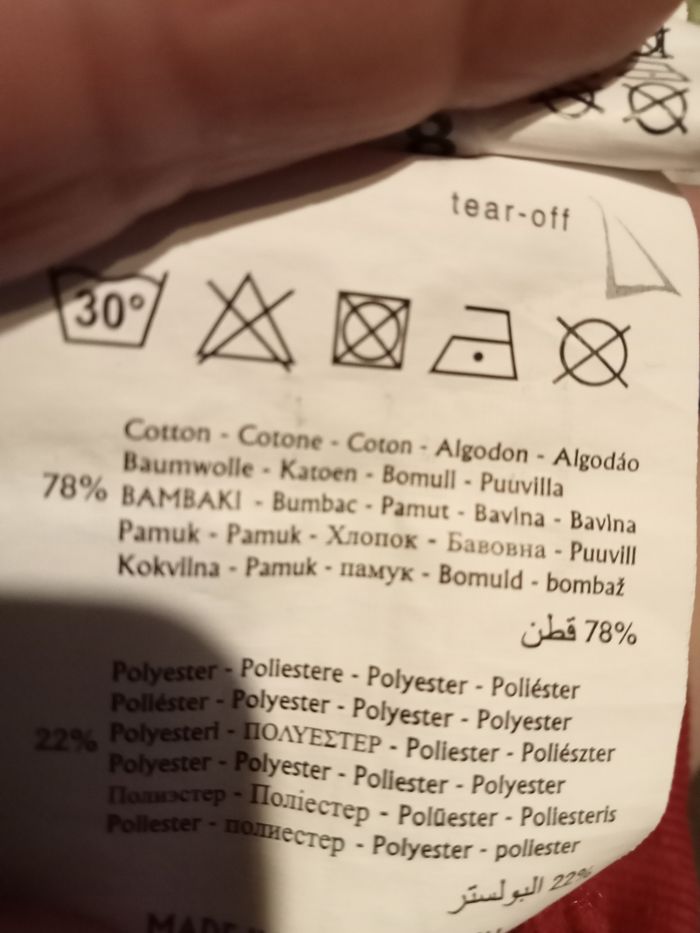 tear-off
30°
Cotton - Cotone - Coton - Algodon - Algodáo
Baumwolle - Katoen - Bomull - Puuvilla
78% BAMBAKI - Bumbac - Pamut - Bavlna - Bavlna
Pamuk - Pamuk - Хлопок - Бавовна - Puuvill
Kokvilna - Pamuk - памук - Bomuld - bombaž
78% قطن
Polyester - Poliestere - Polyester - Poliéster
Poliéster - Polyester - Polyester - Polyester
22% Polyesteri - ΠΟΛΥΕΣΤΕΡ - Poliester - Poliészter
Polyester - Polyester - Poliester - Polyester
Полиэстер - Поліестер - Polüester - Poliesteris
Poliester - полиестер - Polyester - poliester
22% البولستر
MADE